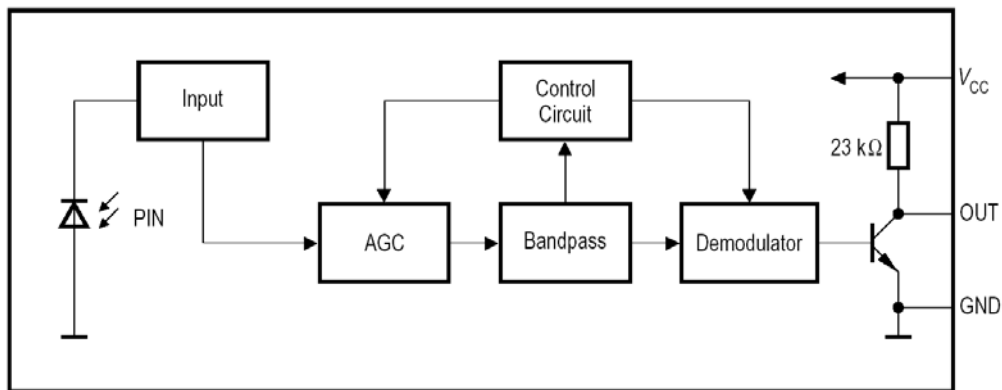 Input
Control
Circuit
VCC
23 kΩ
PIN
AGC
Bandpass
Demodulator
OUT
GND